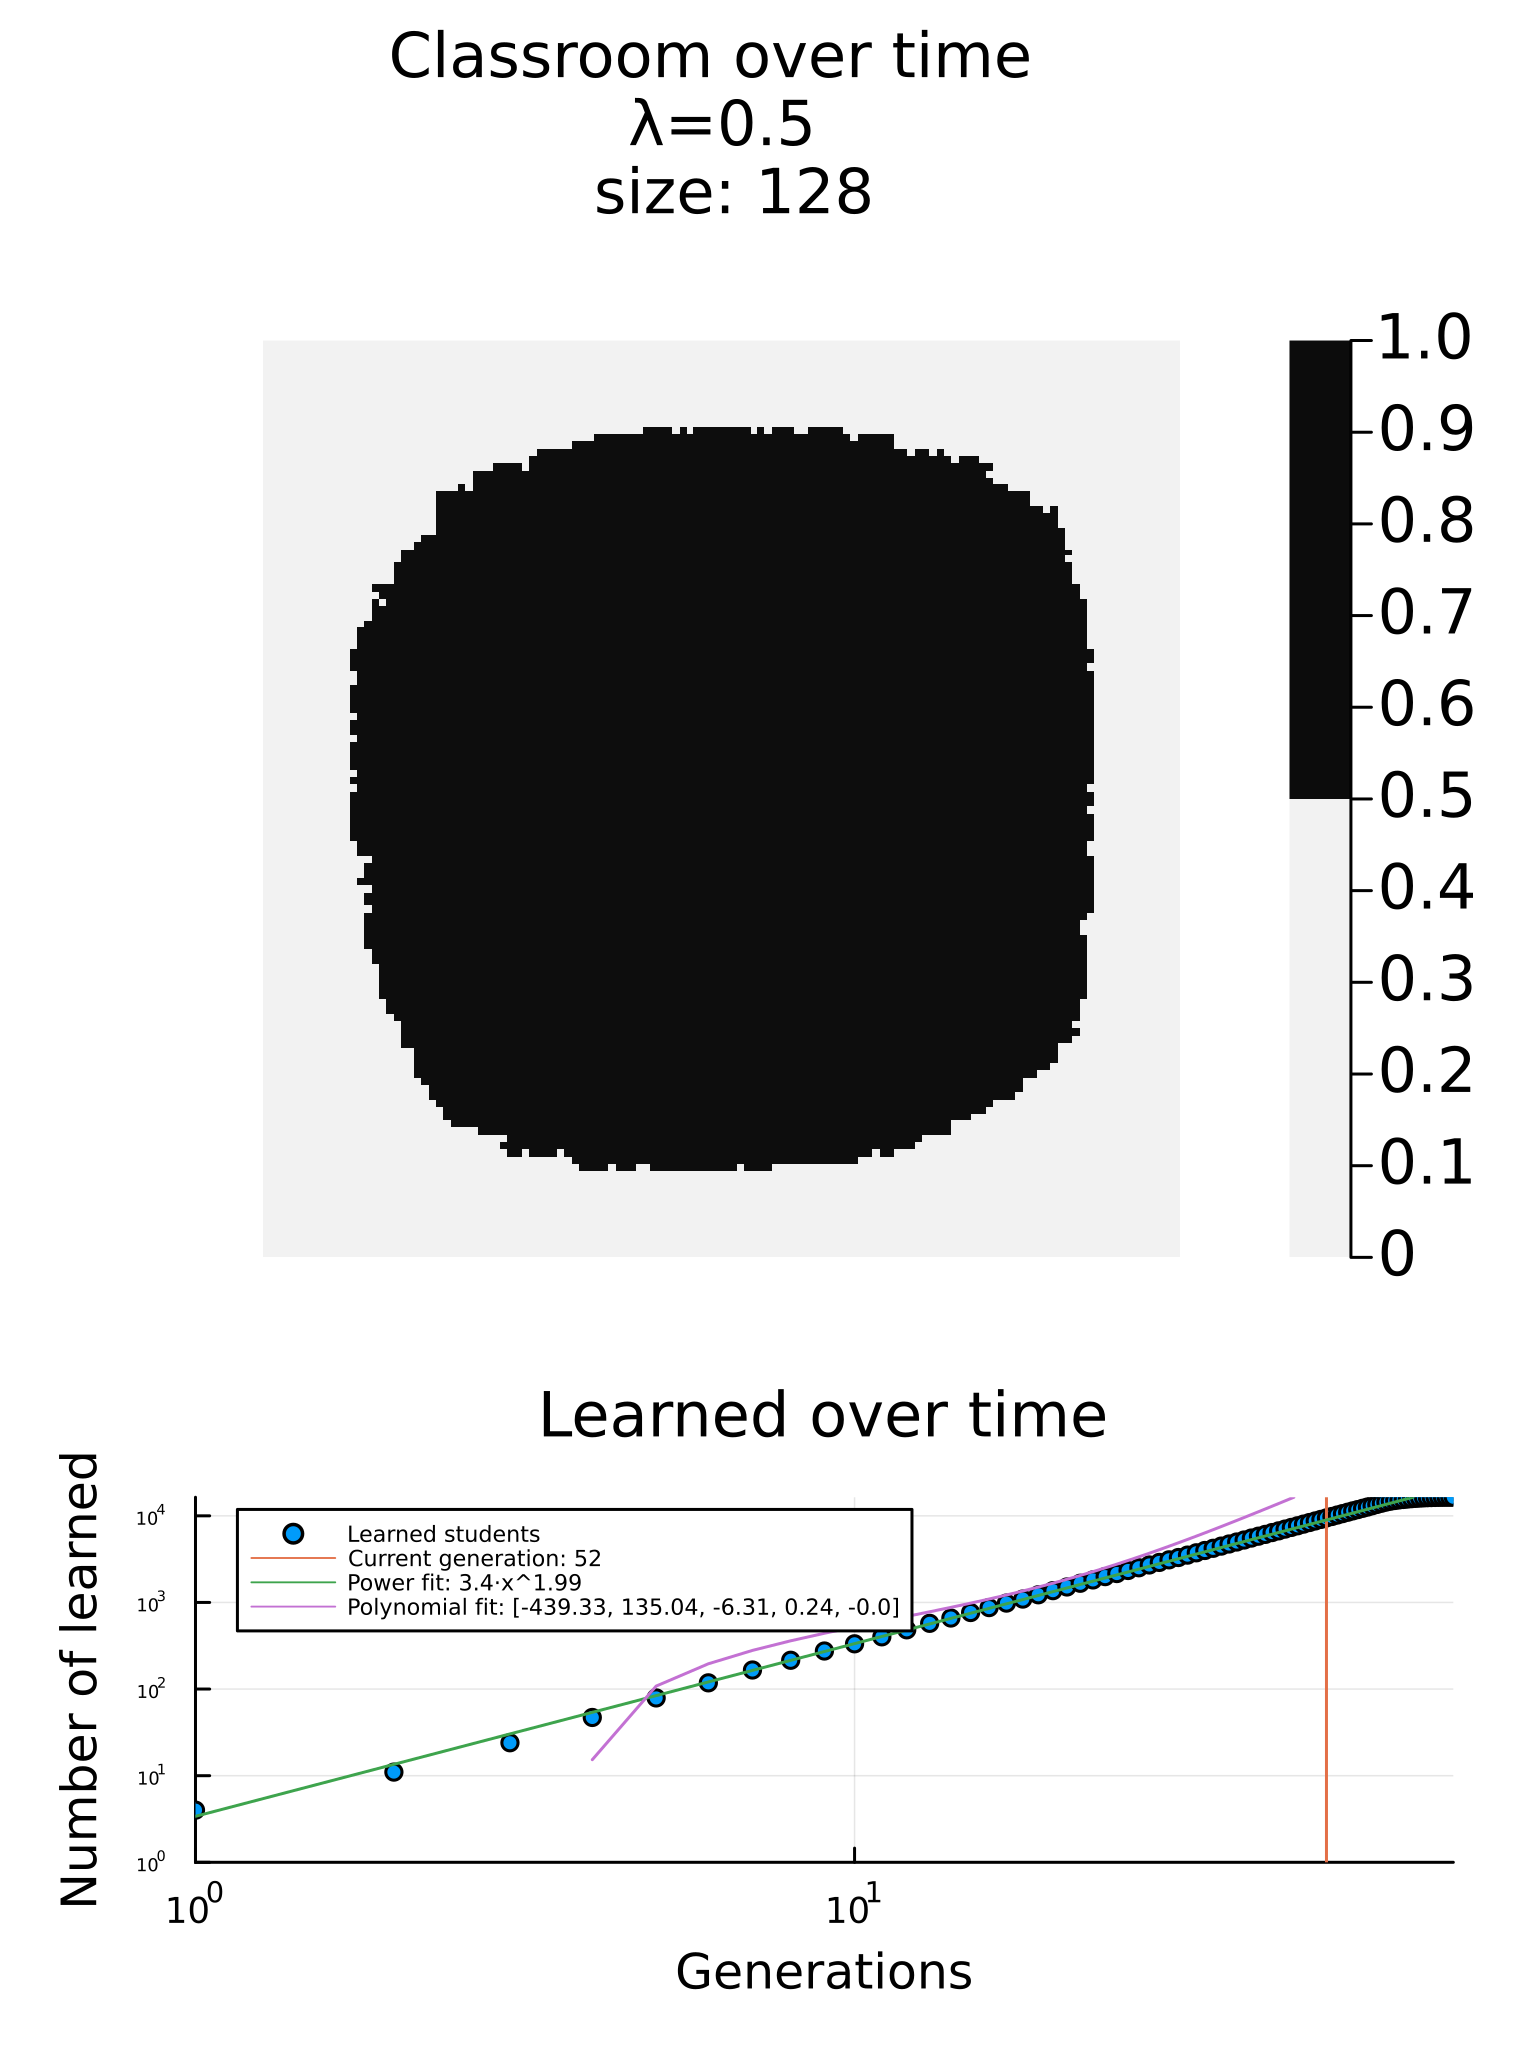 Classroom over time
λ=0.5
size: 128
1.0
0.9
0.8
0.7
0.6
0.5
0.4
0.3
0.2
0.1
0
Learned over time
Number of learned
10⁴
10³
10²
10¹
10⁰
Learned students
Current generation: 52
Power fit: 3.4·x^1.99
Polynomial fit: [-439.33, 135.04, -6.31, 0.24, -0.0]
10⁰ 10¹
Generations